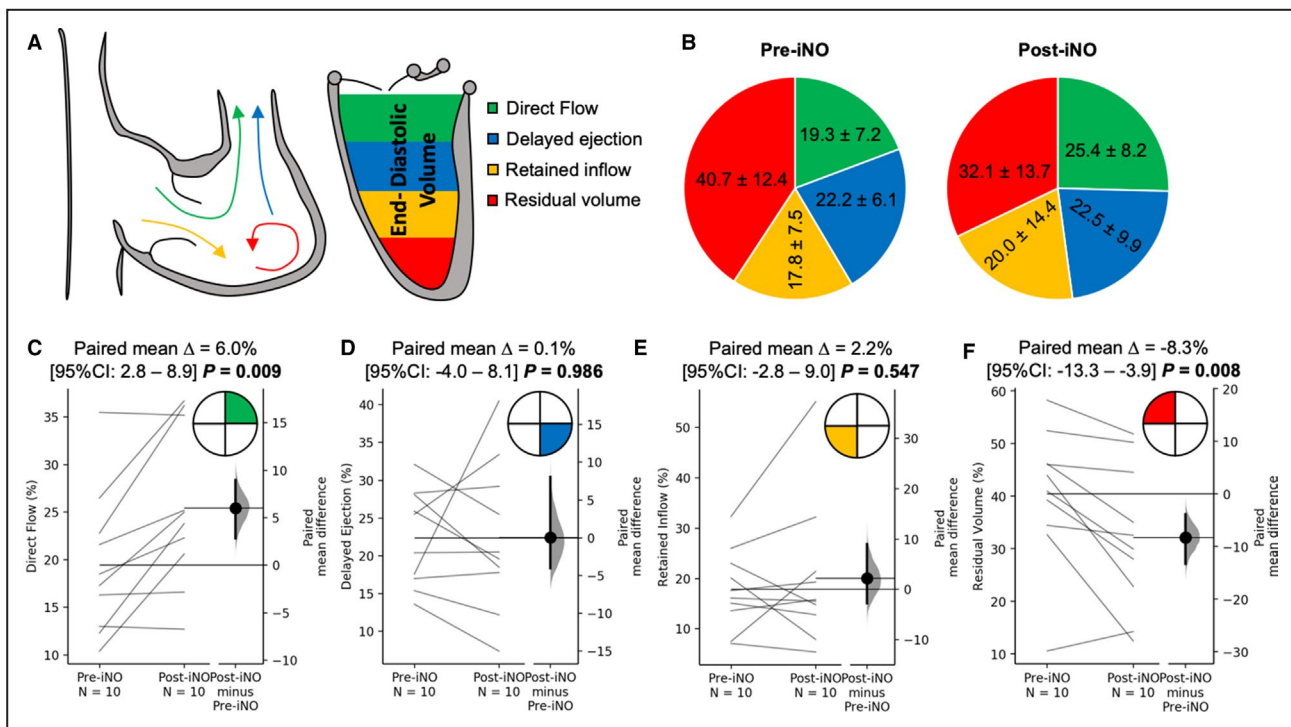 A
End-Diastolic
Volume
Direct Flow
Delayed ejection
Retained inflow
Residual volume
B
Pre-iNO
Post-iNO
19.3 ± 7.2
22.2 ± 6.1
17.8 ± 7.5
40.7 ± 12.4
25.4 ± 8.2
22.5 ± 9.9
20.0 ± 14.4
32.1 ± 13.7
C
Paired mean Δ = 6.0%
[95%CI: 2.8 – 8.9] P = 0.009
Direct Flow (%)
35
30
25
20
15
10
15
10
5
0
−5
−10
Paired
mean difference
Pre-iNO
N = 10
Post-iNO
N = 10
Post-iNO
minus
Pre-iNO
D
Paired mean Δ = 0.1%
[95%CI: -4.0 – 8.1] P = 0.986
Delayed Ejection (%)
40
35
30
25
20
15
10
15
10
5
0
−5
−10
−15
Paired
mean difference
Pre-iNO
N = 10
Post-iNO
N = 10
Post-iNO
minus
Pre-iNO
E
Paired mean Δ = 2.2%
[95%CI: -2.8 – 9.0] P = 0.547
Retained Inflow (%)
50
40
30
20
10
30
20
10
0
−10
Paired
mean difference
Pre-iNO
N = 10
Post-iNO
N = 10
Post-iNO
minus
Pre-iNO
F
Paired mean Δ = -8.3%
[95%CI: -13.3 – -3.9] P = 0.008
Residual Volume (%)
60
50
40
30
20
10
20
10
0
−10
−20
−30
Paired
mean difference
Pre-iNO
N = 10
Post-iNO
N = 10
Post-iNO
minus
Pre-iNO